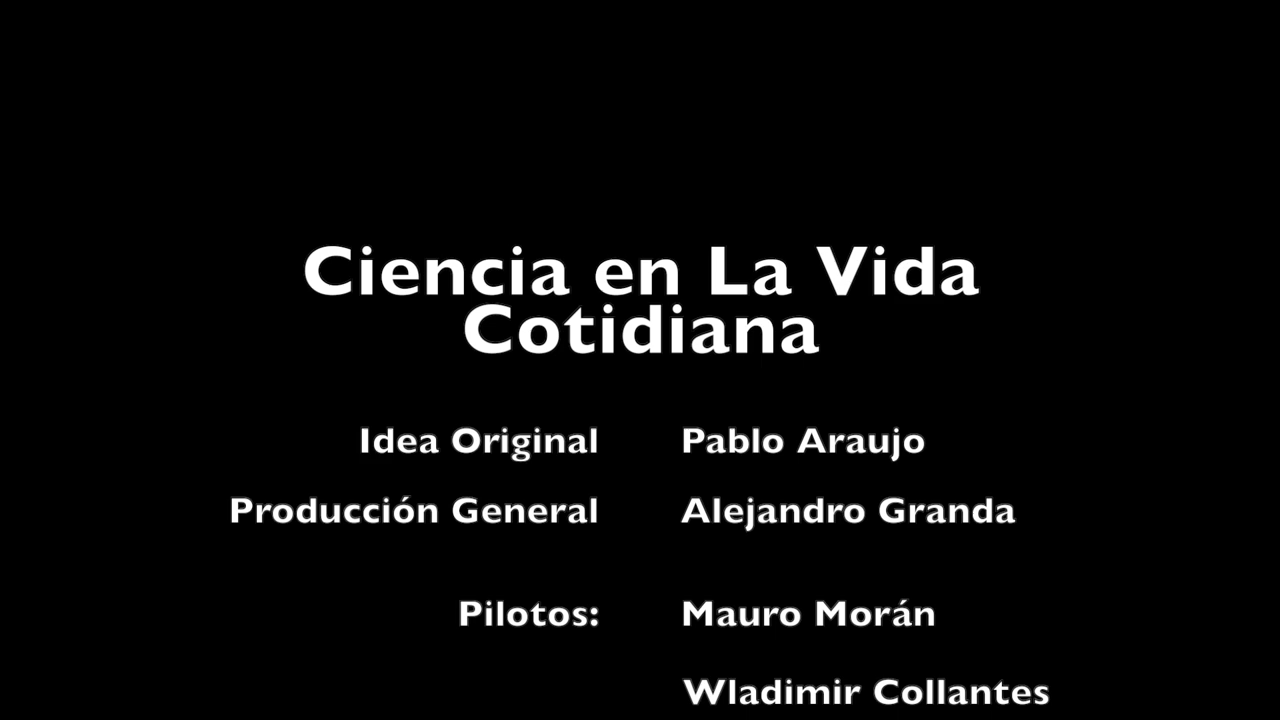 Ciencia en La Vida
Cotidiana
Idea Original Pablo Araujo
Producción General Alejandro Granda
Pilotos: Mauro Morán
Wladimir Collantes